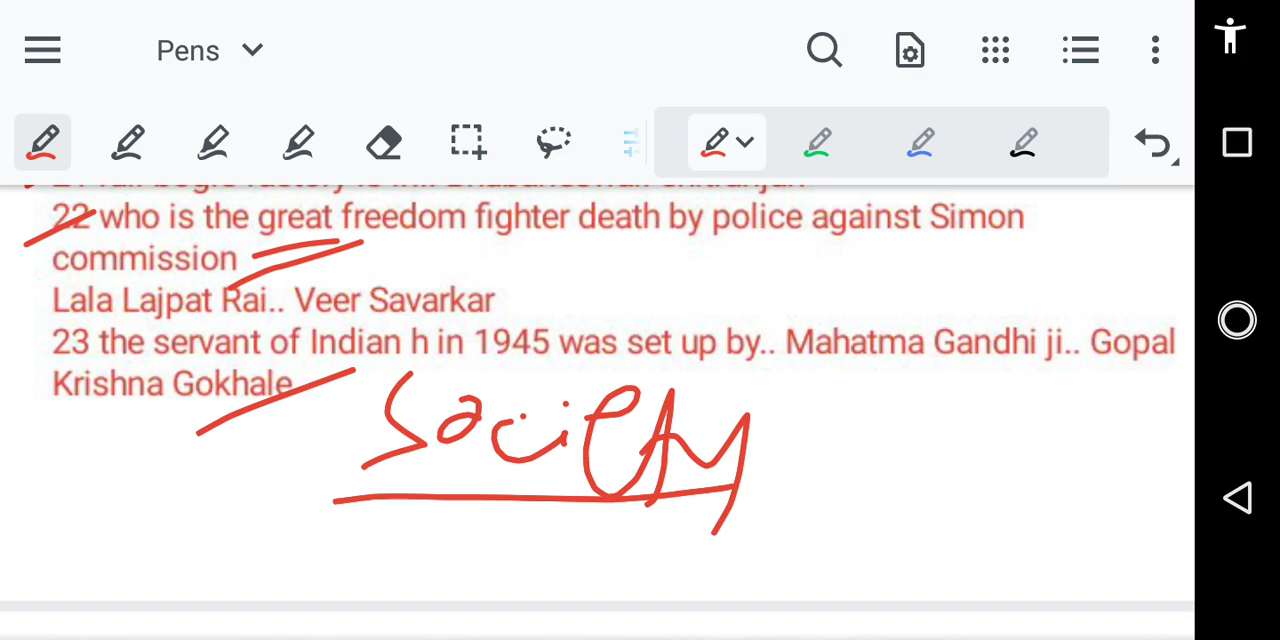 Pens
22 who is the great freedom fighter death by police against Simon
commission
Lala Lajpat Rai.. Veer Savarkar
23 the servant of Indian h in 1945 was set up by.. Mahatma Gandhi ji.. Gopal
Krishna Gokhale
Society